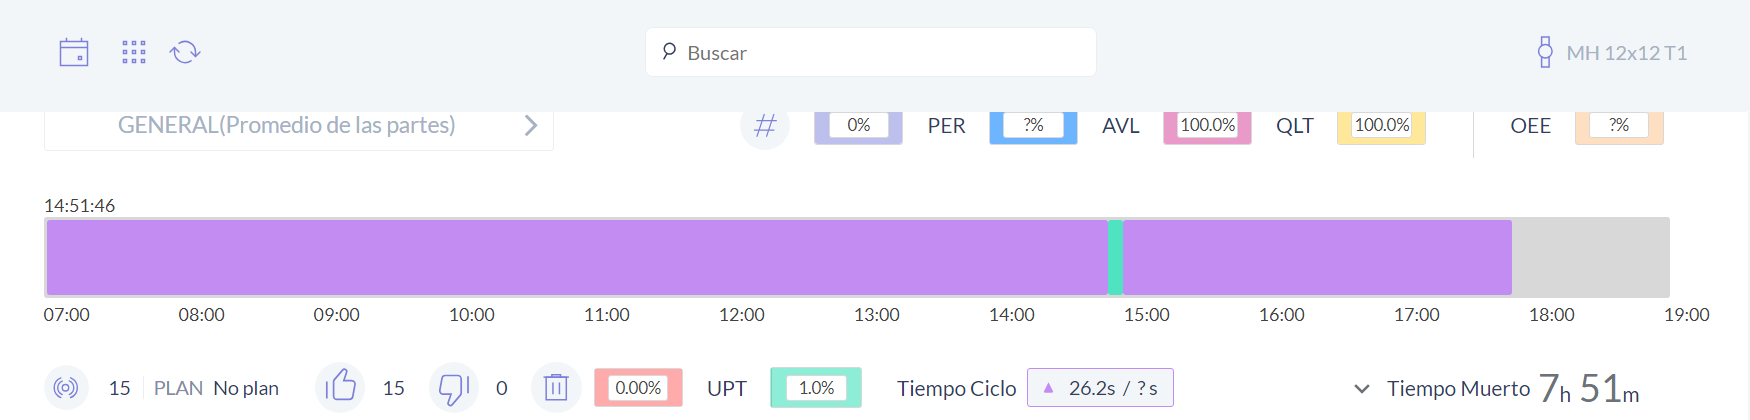 Buscar
MH 12x12 T1
GENERAL(Promedio de las partes)
# 0% PER ?% AVL 100.0% QLT 100.0% OEE ?%
14:51:46
07:00 08:00 09:00 10:00 11:00 12:00 13:00 14:00 15:00 16:00 17:00 18:00 19:00
15 PLAN No plan 15 0 0.00% UPT 1.0% Tiempo Ciclo 26.2s / ? s Tiempo Muerto 7h 51m